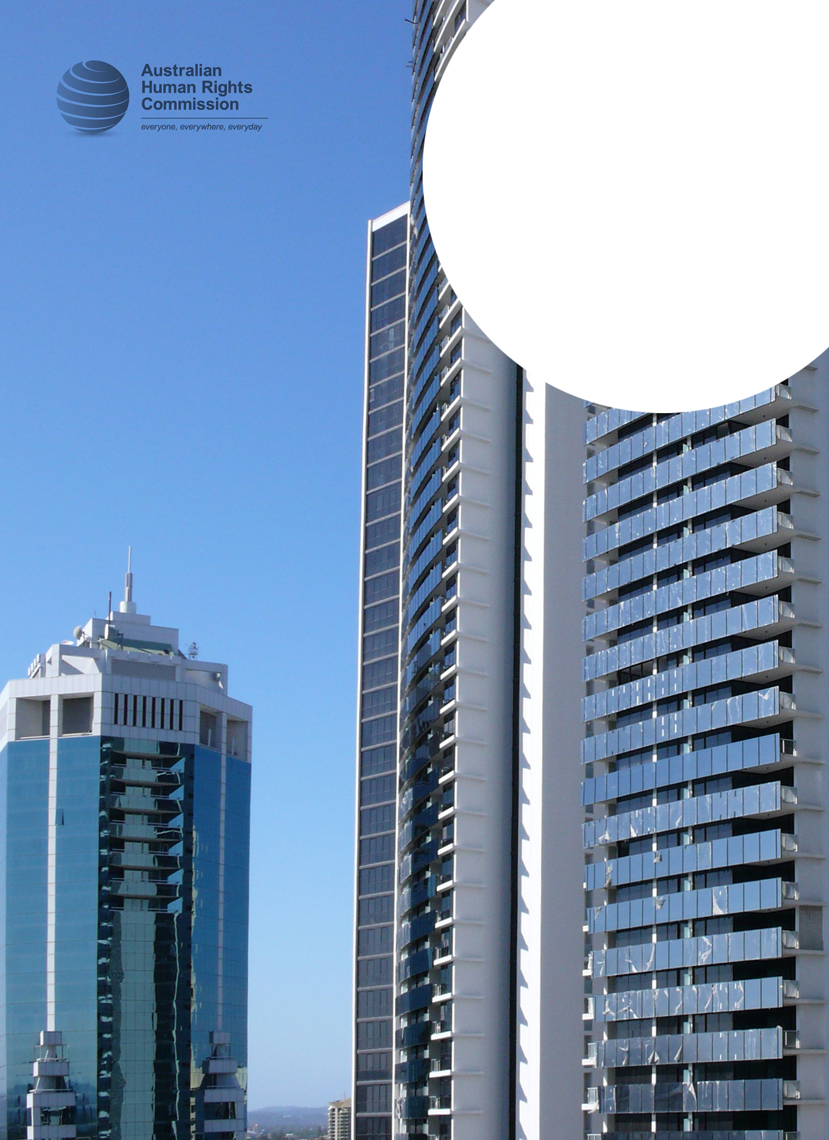 Australian
Human Rights
Commission
everyone, everywhere, everyday